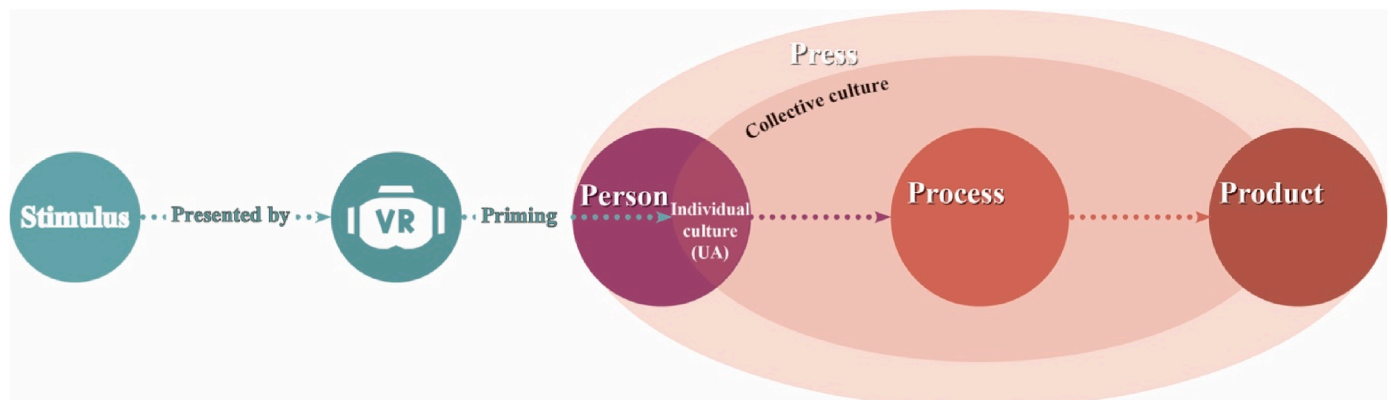 Press
Collective culture
Stimulus
Presented by
VR
Priming
Person
Individual
culture
(UA)
Process
Product